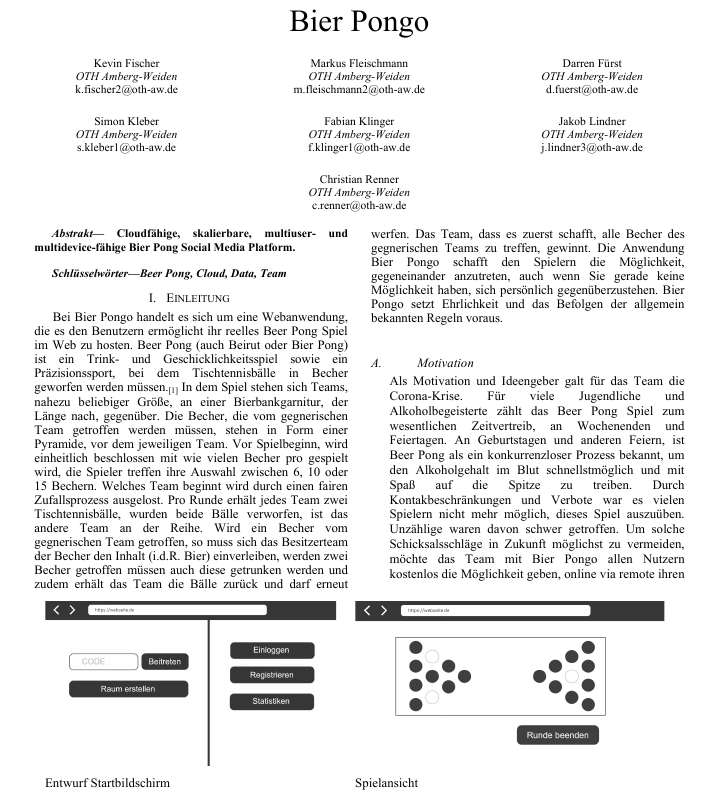 Bier Pongo
Kevin Fischer
OTH Amberg-Weiden
k.fischer2@oth-aw.de
Markus Fleischmann
OTH Amberg-Weiden
m.fleischmann2@oth-aw.de
Darren Fürst
OTH Amberg-Weiden
d.fuerst@oth-aw.de
Simon Kleber
OTH Amberg-Weiden
s.kleber1@oth-aw.de
Fabian Klinger
OTH Amberg-Weiden
f.klinger1@oth-aw.de
Jakob Lindner
OTH Amberg-Weiden
j.lindner3@oth-aw.de
Christian Renner
OTH Amberg-Weiden
c.renner@oth-aw.de
Abstrakt— Cloudfähige, skalierbare, multiuser- und
multidevice-fähige Bier Pong Social Media Platform.
Schlüsselwörter—Beer Pong, Cloud, Data, Team
I. EINLEITUNG
Bei Bier Pongo handelt es sich um eine Webanwendung,
die es den Benutzern ermöglicht ihr reelles Beer Pong Spiel
im Web zu hosten. Beer Pong (auch Beirut oder Bier Pong)
ist ein Trink- und Geschicklichkeitsspiel sowie ein
Präzisionssport, bei dem Tischtennisbälle in Becher
geworfen werden müssen.[1] In dem Spiel stehen sich Teams,
nahezu beliebiger Größe, an einer Bierbankgarnitur, der
Länge nach, gegenüber. Die Becher, die vom gegnerischen
Team getroffen werden müssen, stehen in Form einer
Pyramide, vor dem jeweiligen Team. Vor Spielbeginn, wird
einheitlich beschlossen mit wie vielen Becher pro gespielt
wird, die Spieler treffen ihre Auswahl zwischen 6, 10 oder
15 Bechern. Welches Team beginnt wird durch einen fairen
Zufallsprozess ausgelost. Pro Runde erhält jedes Team zwei
Tischtennisbälle, wurden beide Bälle verworfen, ist das
andere Team an der Reihe. Wird ein Becher vom
gegnerischen Team getroffen, so muss sich das Besitzerteam
der Becher den Inhalt (i.d.R. Bier) einverleiben, werden zwei
Becher getroffen müssen auch diese getrunken werden und
zudem erhält das Team die Bälle zurück und darf erneut
werfen. Das Team, dass es zuerst schafft, alle Becher des
gegnerischen Teams zu treffen, gewinnt. Die Anwendung
Bier Pongo schafft den Spielern die Möglichkeit,
gegeneinander anzutreten, auch wenn Sie gerade keine
Möglichkeit haben, sich persönlich gegenüberzustehen. Bier
Pongo setzt Ehrlichkeit und das Befolgen der allgemein
bekannten Regeln voraus.
A. Motivation
Als Motivation und Ideengeber galt für das Team die
Corona-Krise. Für viele Jugendliche und
Alkoholbegeisterte zählt das Beer Pong Spiel zum
wesentlichen Zeitvertreib, an Wochenenden und
Feiertagen. An Geburtstagen und anderen Feiern, ist
Beer Pong als ein konkurrenzloser Prozess bekannt, um
den Alkoholgehalt im Blut schnellstmöglich und mit
Spaß auf die Spitze zu treiben. Durch
Kontakbeschränkungen und Verbote war es vielen
Spielern nicht mehr möglich, dieses Spiel auszuüben.
Unzählige waren davon schwer getroffen. Um solche
Schicksalsschläge in Zukunft möglichst zu vermeiden,
möchte das Team mit Bier Pongo allen Nutzern
kostenlos die Möglichkeit geben, online via remote ihren
https://webseite.de
CODE
Beitreten
Raum erstellen
Einloggen
Registrieren
Statistiken
Entwurf Startbildschirm
https://webseite.de
Runde beenden
Spielansicht